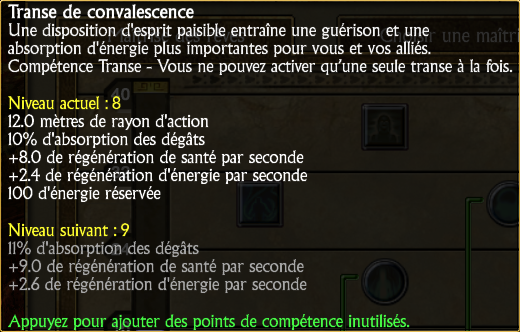 Transe de convalescence
Une disposition d'esprit paisible entraîne une guérison et une
absorption d'énergie plus importantes pour vous et vos alliés.
Compétence Transe - Vous ne pouvez activer qu'une seule transe à la fois.
Niveau actuel : 8
12.0 mètres de rayon d'action
10% d'absorption des dégâts
+8.0 de régénération de santé par seconde
+2.4 de régénération d'énergie par seconde
100 d'énergie réservée
Niveau suivant : 9
11% d'absorption des dégâts
+9.0 de régénération de santé par seconde
+2.6 de régénération d'énergie par seconde
Appuyez pour ajouter des points de compétence inutilisés.
40